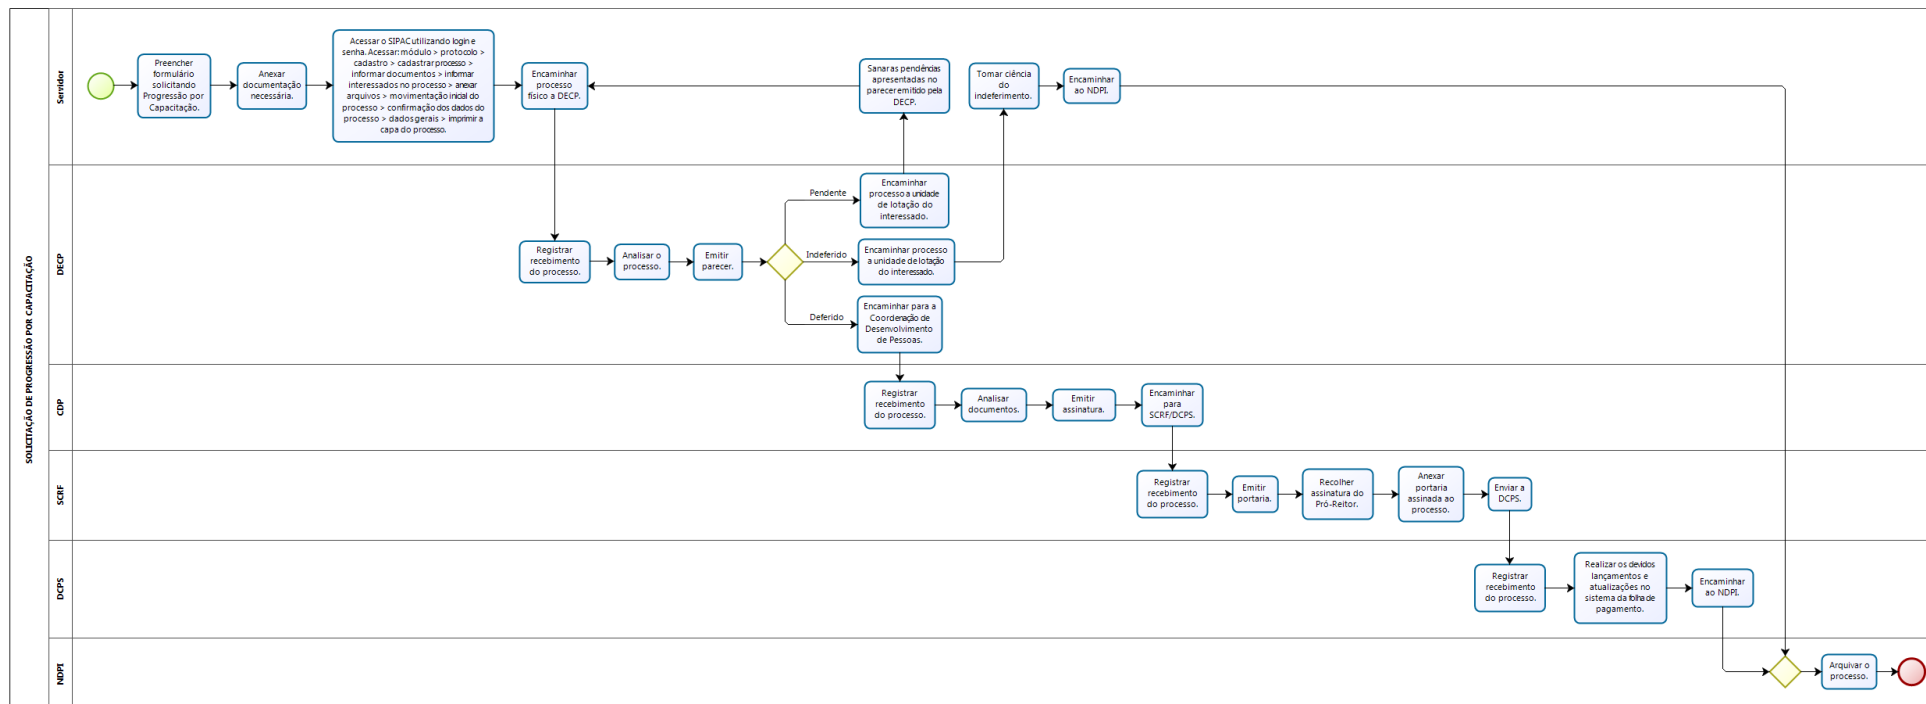 SOLICITAÇÃO DE PROGRESSÃO POR CAPACITAÇÃO
Servidor
Preencher
formulário
solicitando
Progressão por
Capacitação.
Anexar
documentação
necessária.
Acessar o SIPAC utilizando login e
senha. Acessar: módulo > protocolo >
cadastro > cadastrar processo >
informar documentos > informar
interessados no processo > anexar
arquivos > movimentação inicial do
processo > confirmação dos dados do
processo > dados gerais > imprimir a
capa do processo.
Encaminhar
processo
físico a DECP.
Sanar as pendências
apresentadas no
parecer emitido pela
DECP.
Tomar ciência
do
indeferimento.
Encaminhar
ao NDPI.
DECP
Registrar
recebimento
do processo.
Analisar o
processo.
Emitir
parecer.
Pendente
Encaminhar
processo a unidade
de lotação do
interessado.
Indeferido
Encaminhar processo
a unidade de lotação
do interessado.
Deferido
Encaminhar para a
Coordenação de
Desenvolvimento
de Pessoas.
CDP
Registrar
recebimento
do processo.
Analisar
documentos.
Emitir
assinatura.
Encaminhar
para
SCRF/DCPS.
SCRF
Registrar
recebimento
do processo.
Emitir
portaria.
Recolher
assinatura do
Pró-Reitor.
Anexar
portaria
assinada ao
processo.
Enviar a
DCPS.
DCPS
Registrar
recebimento
do processo.
Realizar os devidos
lançamentos e
atualizações no
sistema da folha de
pagamento.
Encaminhar
ao NDPI.
NDPI
Arquivar o
processo.